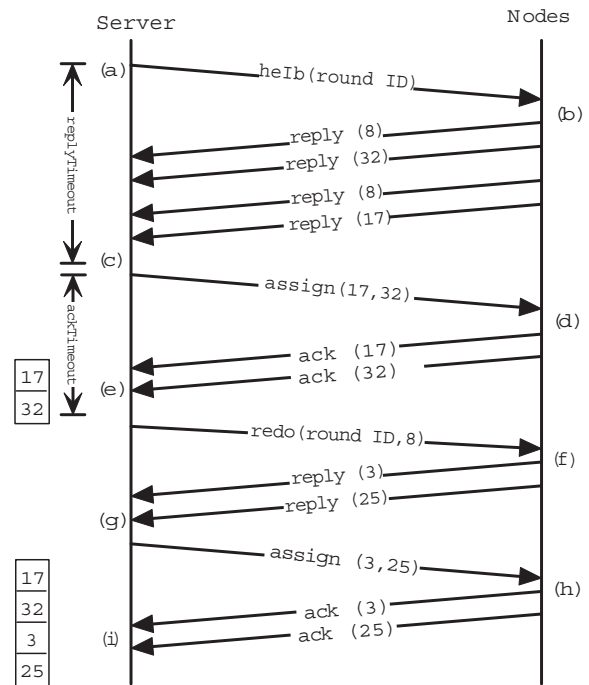 Server
Nodes
(a)
heIb(round ID)
(b)
replyTimeout
reply (8)
reply (32)
reply (8)
reply (17)
(c)
assign(17,32)
(d)
ackTimeout
ack (17)
ack (32)
(e)
17
32
redo(round ID,8)
(f)
reply (3)
reply (25)
(g)
assign (3,25)
(h)
17
32
3
25
ack (3)
ack (25)
(i)